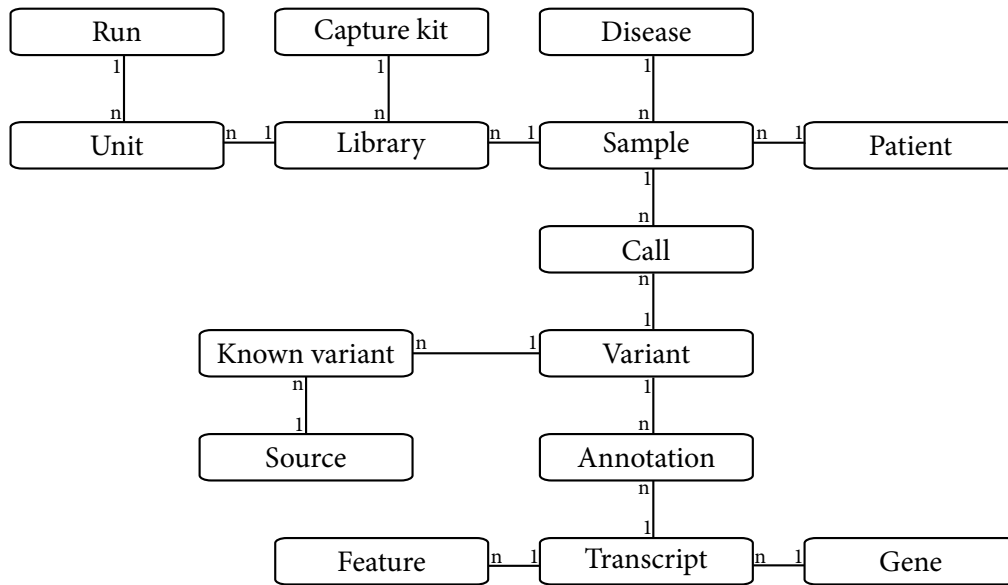 Run
Capture kit
Disease
1
1
1
n
n
n
Unit
n
1
Library
n
1
Sample
n
1
Patient
1
n
Call
n
1
Known variant
n
1
Variant
n
1
1
n
Source
Annotation
n
1
Feature
n
1
Transcript
n
1
Gene